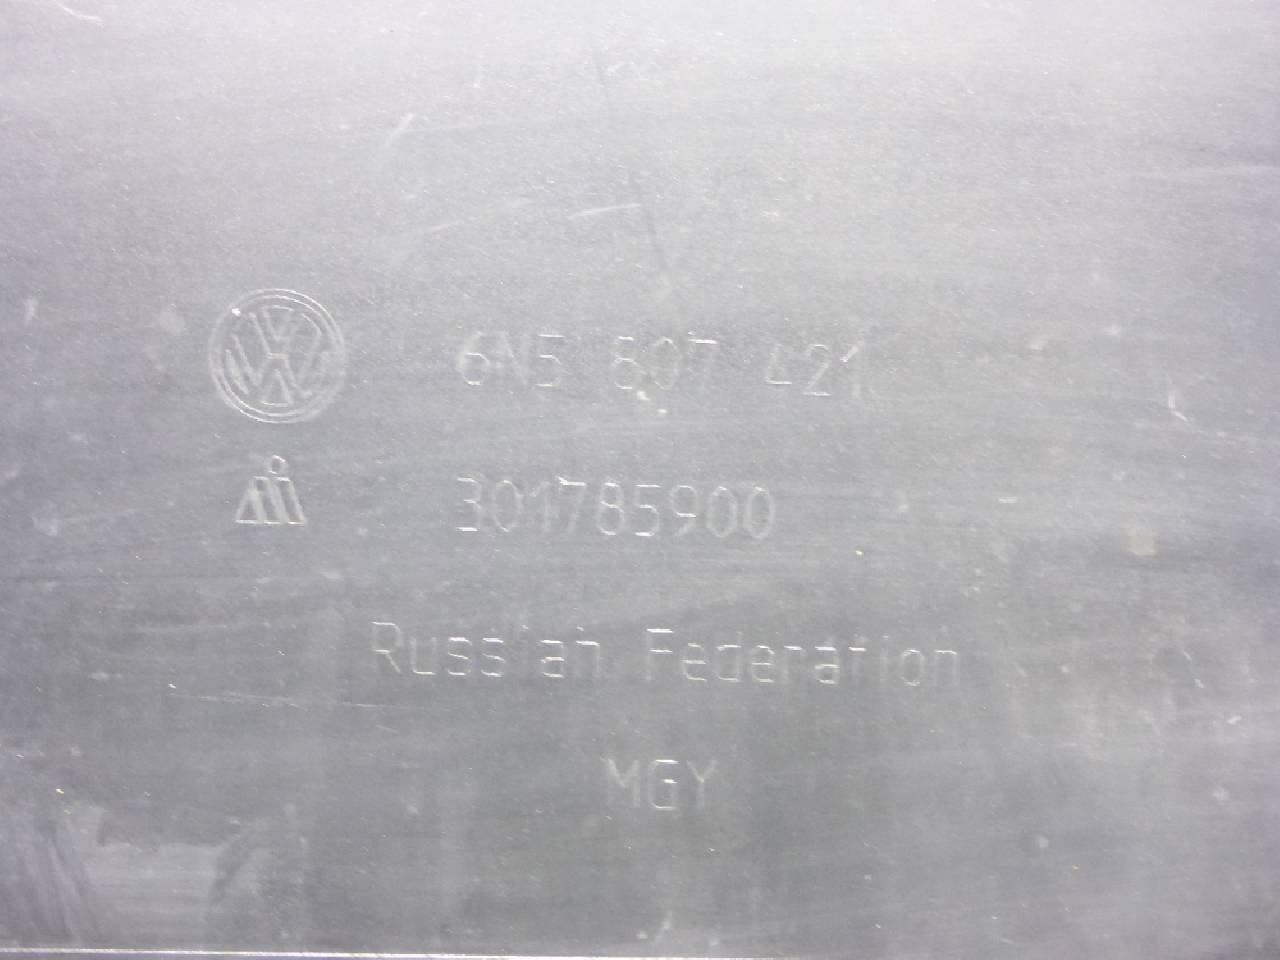 6N5 807 421
301785900
Russian Federation
MGY